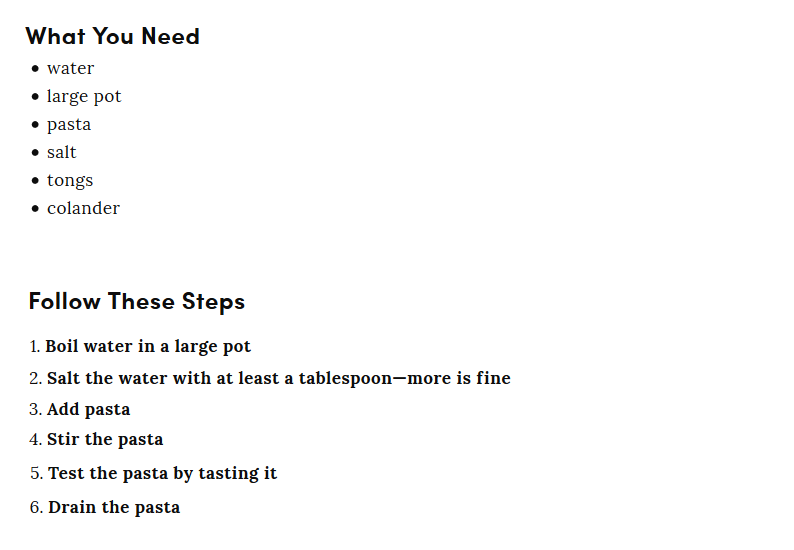 What You Need
• water
• large pot
• pasta
• salt
• tongs
• colander
Follow These Steps
1. Boil water in a large pot
2. Salt the water with at least a tablespoon—more is fine
3. Add pasta
4. Stir the pasta
5. Test the pasta by tasting it
6. Drain the pasta